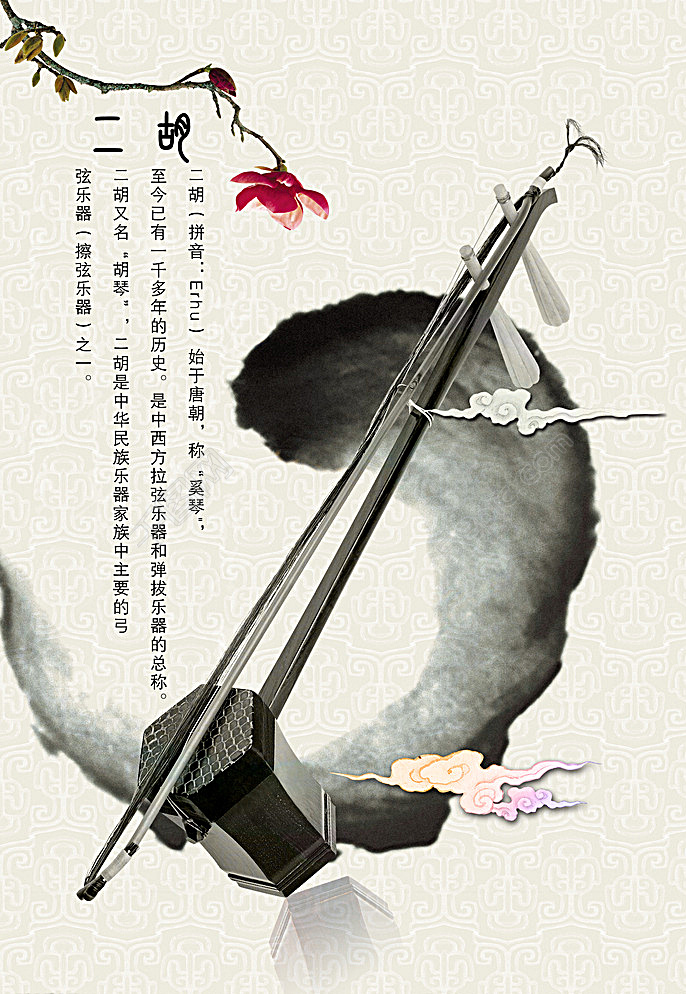 二胡
二胡（拼音：Erhu）始于唐朝，称“奚琴”，
至今已有一千多年的历史。是中西方拉弦乐器和弹拔乐器的总称。
二胡又名“胡琴”，二胡是中华民族乐器家族中主要的弓
弦乐器（擦弦乐器）之一。